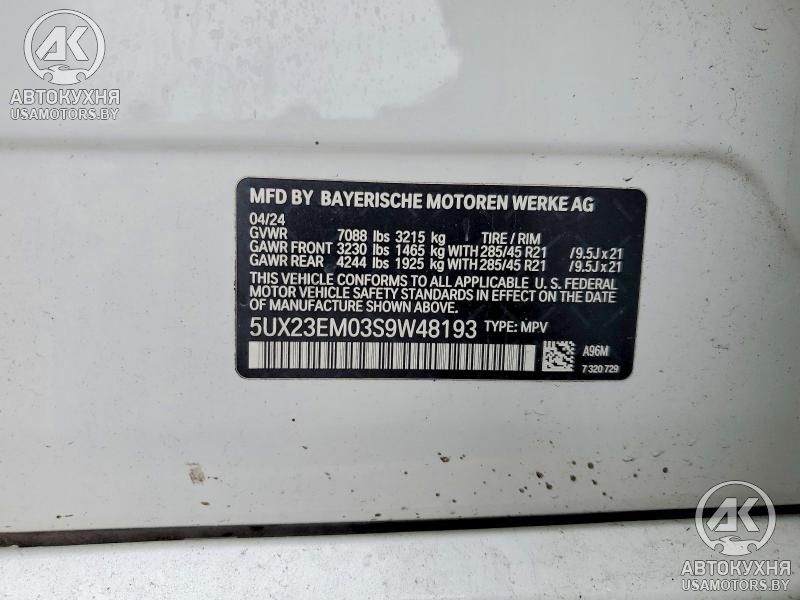 AK
АВТОКУХНЯ
USAMOTORS.BY
MFD BY BAYERISCHE MOTOREN WERKE AG
04/24
GVWR 7088 lbs 3215 kg TIRE / RIM
GAWR FRONT 3230 lbs 1465 kg WITH 285/45 R21 /9.5J x 21
GAWR REAR 4244 lbs 1925 kg WITH 285/45 R21 /9.5J x 21
THIS VEHICLE CONFORMS TO ALL APPLICABLE U. S. FEDERAL
MOTOR VEHICLE SAFETY STANDARDS IN EFFECT ON THE DATE
OF MANUFACTURE SHOWN ABOVE.
5UX23EM03S9W48193 TYPE: MPV
A96M
7 320 729
AK
АВТОКУХНЯ
USAMOTORS.BY